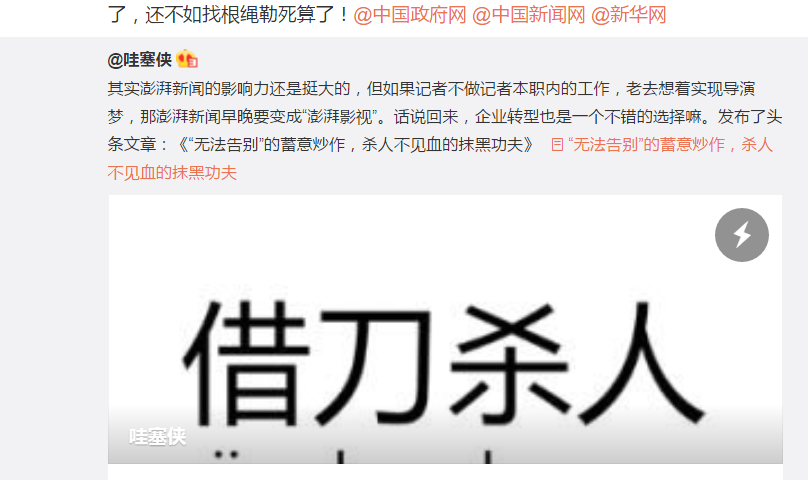 了，还不如找根绳勒死算了！@中国政府网 @中国新闻网 @新华网
@哇塞侠
其实澎湃新闻的影响力还是挺大的，但如果记者不做记者本职内的工作，老去想着实现导演
梦，那澎湃新闻早晚要变成“澎湃影视”。话说回来，企业转型也是一个不错的选择嘛。发布了头
条文章：《“无法告别”的蓄意炒作，杀人不见血的抹黑功夫》 “无法告别”的蓄意炒作，杀人
不见血的抹黑功夫
借刀杀人
哇塞侠